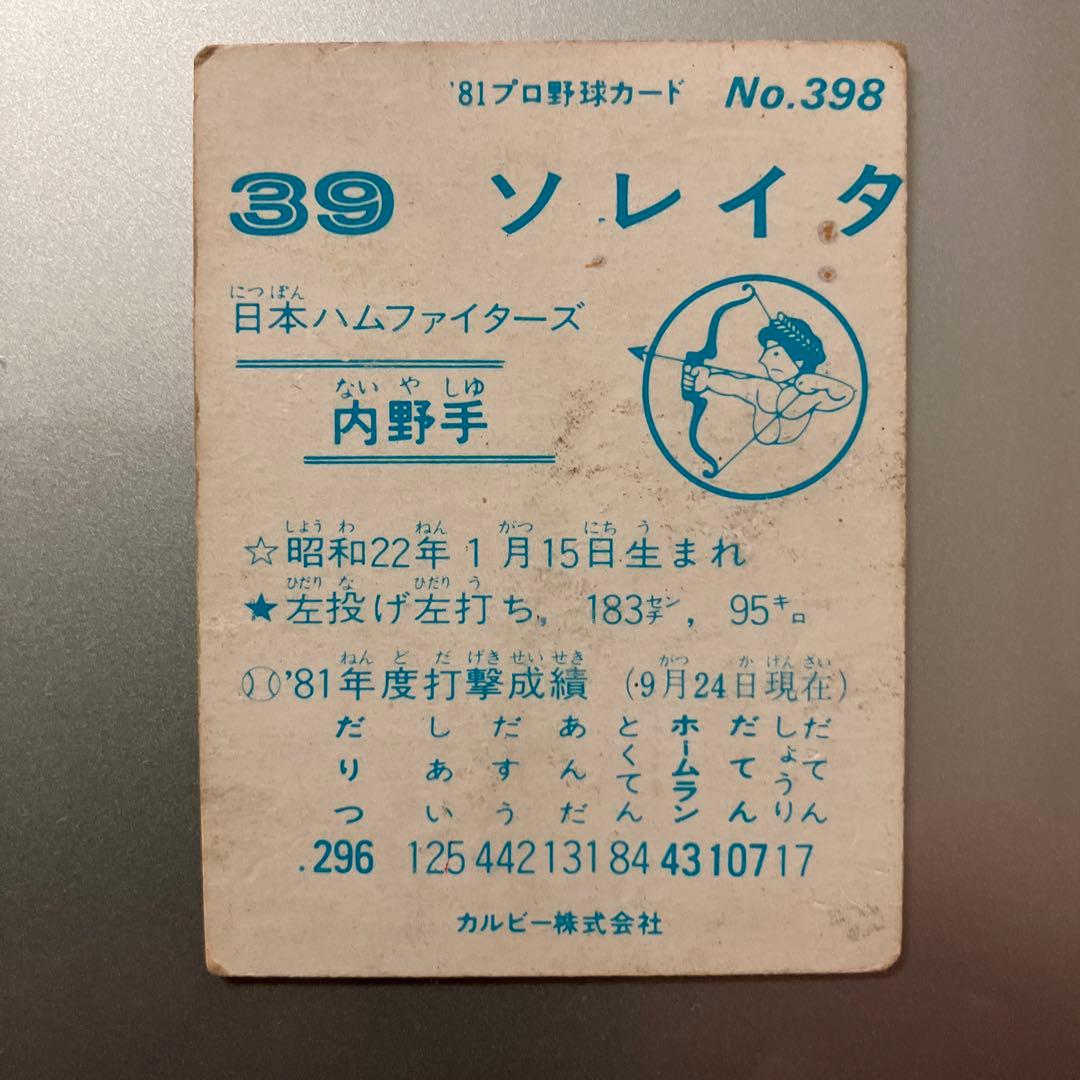 '81プロ野球カード No.398
39 ソレイタ
にっぽん
日本ハムファイターズ
ない や しゆ
内野手
しよう わ ねん がつ にち う
☆昭和22年1月15日生まれ
ひだり な ひだり う
★左投げ左打ち, 183センチ, 95キロ
ねん ど だ げき せい せき がつ か げん ざい
'81年度打撃成績 (9月24日現在)
だりつ しあい だすう あんだ とくてん ホームラン だてん しょうりだてん
.296 125 442 131 84 43 107 17
カルビー株式会社